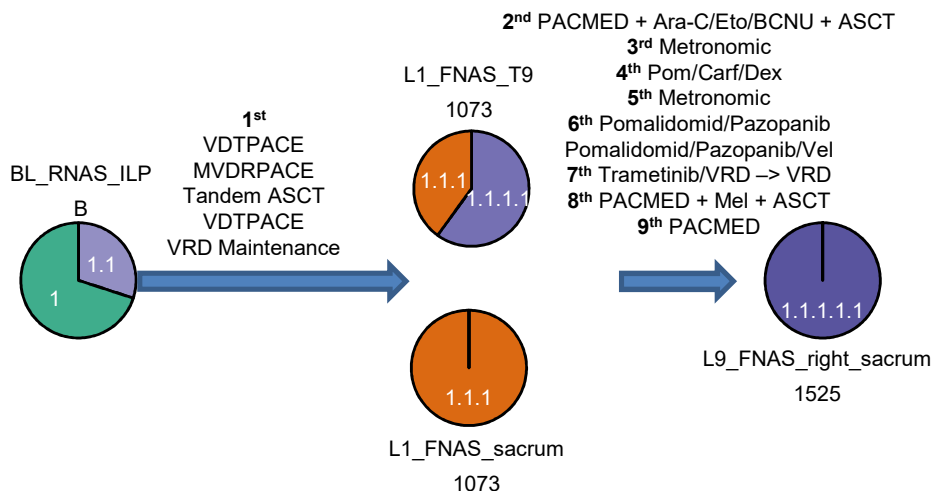 BL_RNAS_ILP
B
1
1.1
1st
VDTPACE
MVDRPACE
Tandem ASCT
VDTPACE
VRD Maintenance
L1_FNAS_T9
1073
1.1.1
1.1.1.1
1.1.1
L1_FNAS_sacrum
1073
2nd PACMED + Ara-C/Eto/BCNU + ASCT
3rd Metronomic
4th Pom/Carf/Dex
5th Metronomic
6th Pomalidomid/Pazopanib
Pomalidomid/Pazopanib/Vel
7th Trametinib/VRD –> VRD
8th PACMED + Mel + ASCT
9th PACMED
1.1.1.1.1
L9_FNAS_right_sacrum
1525